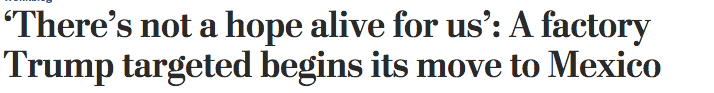 ‘There’s not a hope alive for us’: A factory
Trump targeted begins its move to Mexico